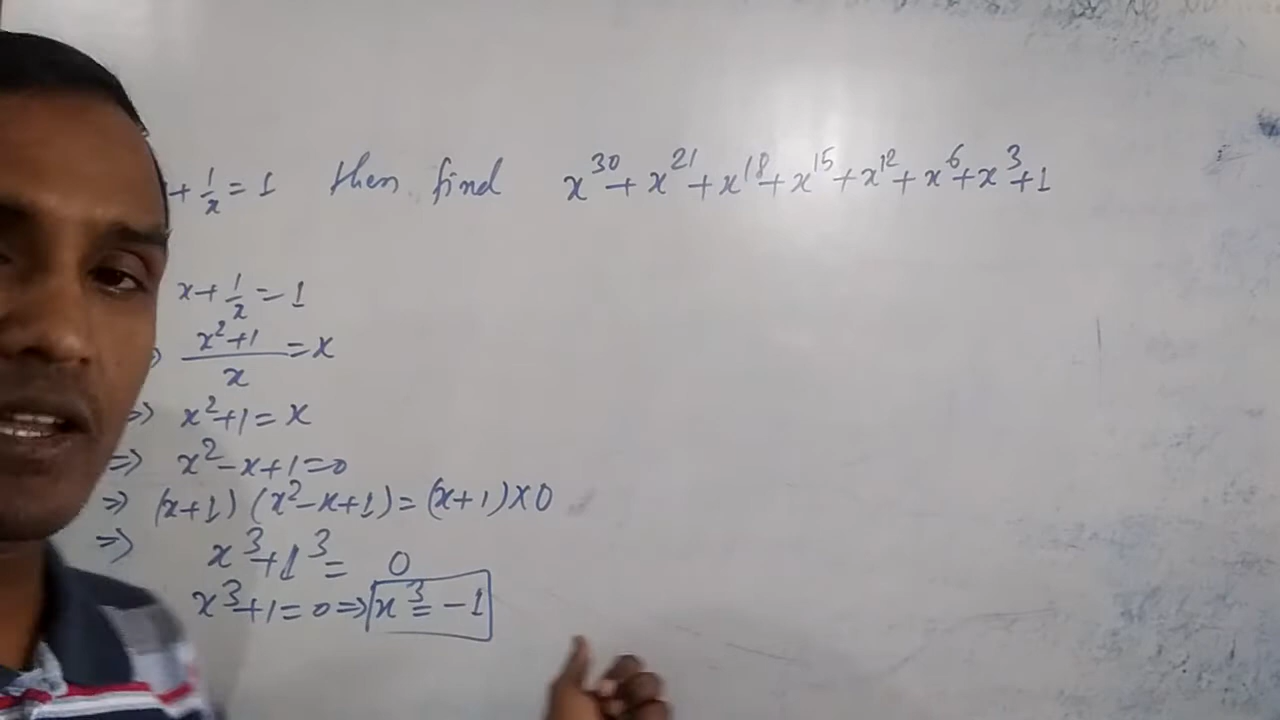 + 1/x = 1 then find x^30 + x^21 + x^18 + x^15 + x^12 + x^6 + x^3 + 1
x + 1/x = 1
⇒ (x^2+1)/x = x
⇒ x^2+1 = x
⇒ x^2-x+1=0
⇒ (x+1) (x^2-x+1) = (x+1)×0
⇒ x^3+1^3 = 0
x^3+1=0 ⇒ x^3 = -1